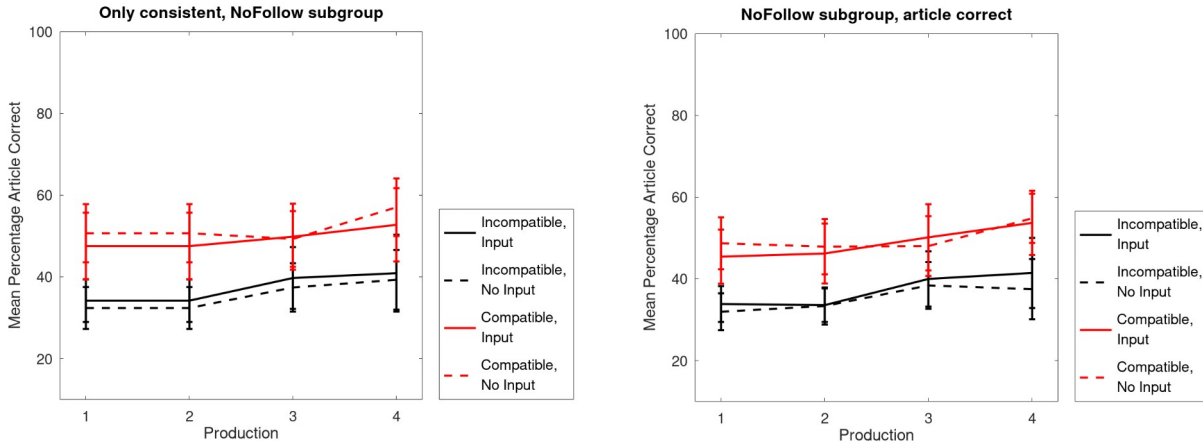 Only consistent, NoFollow subgroup
Mean Percentage Article Correct
100
80
60
40
20
1 2 3 4
Production
Incompatible,
Input
Incompatible,
No Input
Compatible,
Input
Compatible,
No Input
NoFollow subgroup, article correct
Mean Percentage Article Correct
100
80
60
40
20
1 2 3 4
Production
Incompatible,
Input
Incompatible,
No Input
Compatible,
Input
Compatible,
No Input